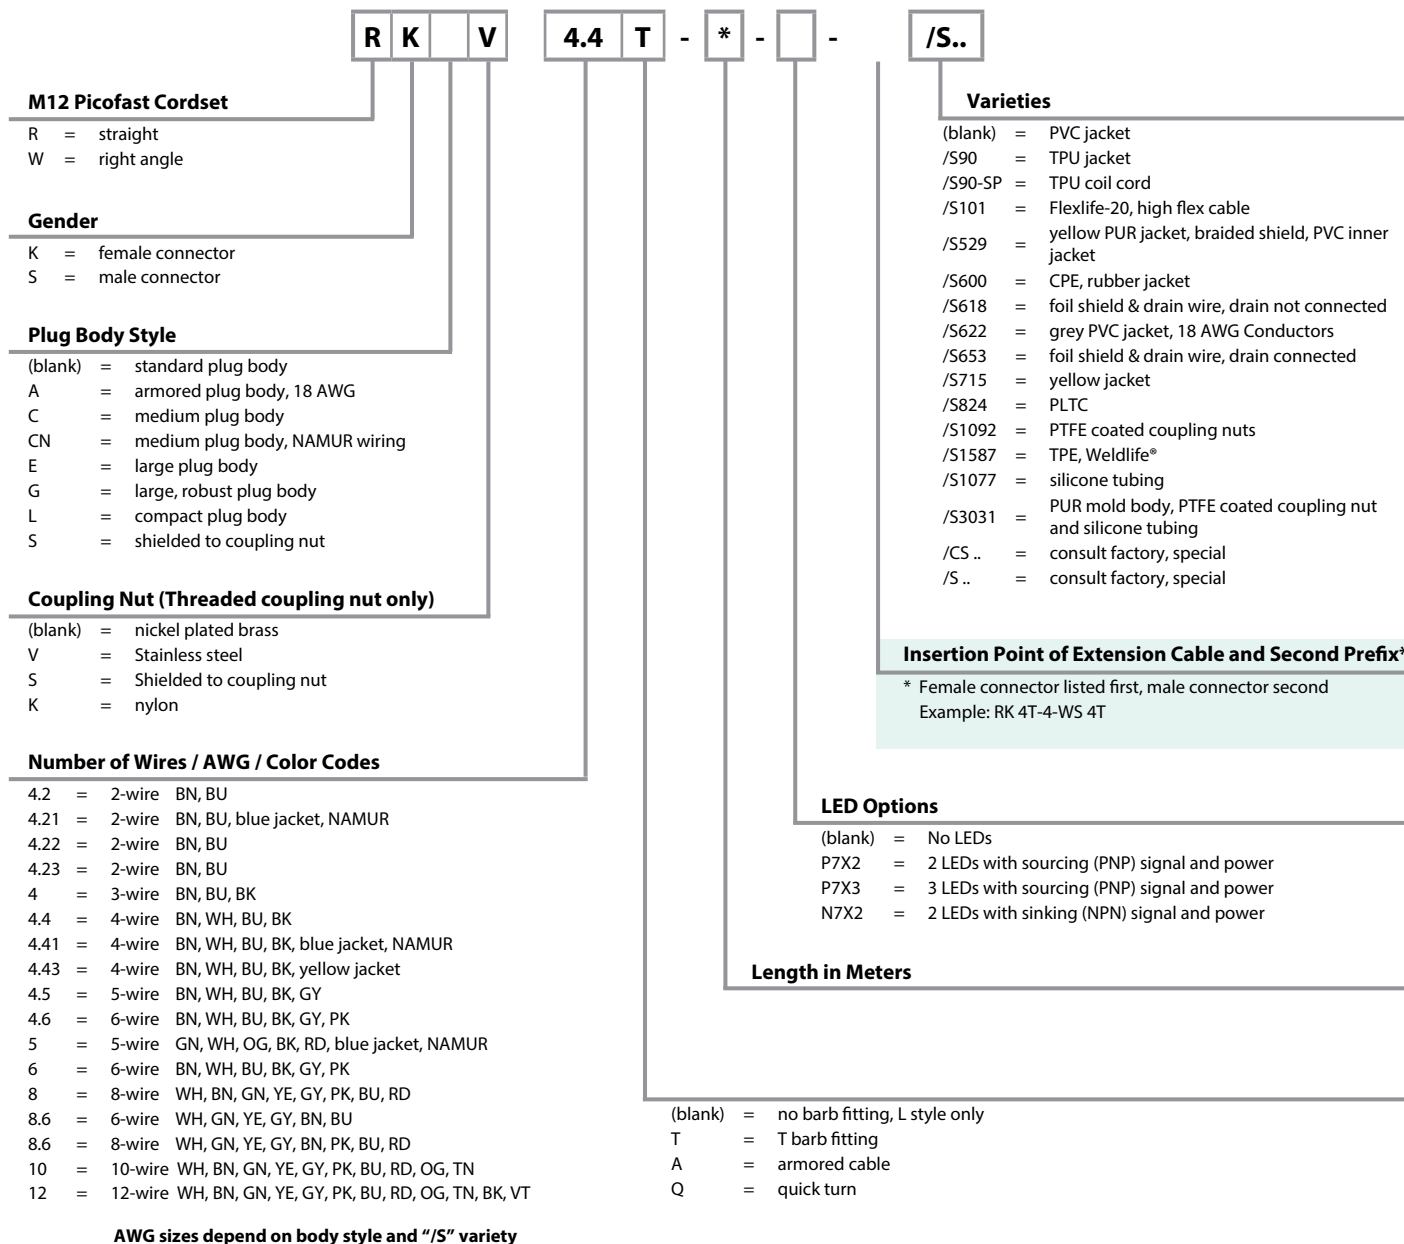 R K V 4.4 T - * - - /S..
M12 Picofast Cordset
R = straight
W = right angle
Gender
K = female connector
S = male connector
Plug Body Style
(blank) = standard plug body
A = armored plug body, 18 AWG
C = medium plug body
CN = medium plug body, NAMUR wiring
E = large plug body
G = large, robust plug body
L = compact plug body
S = shielded to coupling nut
Coupling Nut (Threaded coupling nut only)
(blank) = nickel plated brass
V = Stainless steel
S = Shielded to coupling nut
K = nylon
Number of Wires / AWG / Color Codes
4.2 = 2-wire BN, BU
4.21 = 2-wire BN, BU, blue jacket, NAMUR
4.22 = 2-wire BN, BU
4.23 = 2-wire BN, BU
4 = 3-wire BN, BU, BK
4.4 = 4-wire BN, WH, BU, BK
4.41 = 4-wire BN, WH, BU, BK, blue jacket, NAMUR
4.43 = 4-wire BN, WH, BU, BK, yellow jacket
4.5 = 5-wire BN, WH, BU, BK, GY
4.6 = 6-wire BN, WH, BU, BK, GY, PK
5 = 5-wire GN, WH, OG, BK, RD, blue jacket, NAMUR
6 = 6-wire BN, WH, BU, BK, GY, PK
8 = 8-wire WH, BN, GN, YE, GY, PK, BU, RD
8.6 = 6-wire WH, GN, YE, GY, BN, BU
8.6 = 8-wire WH, GN, YE, GY, BN, PK, BU, RD
10 = 10-wire WH, BN, GN, YE, GY, PK, BU, RD, OG, TN
12 = 12-wire WH, BN, GN, YE, GY, PK, BU, RD, OG, TN, BK, VT
AWG sizes depend on body style and "/S" variety
Varieties
(blank) = PVC jacket
/S90 = TPU jacket
/S90-SP = TPU coil cord
/S101 = Flexlife-20, high flex cable
/S529 = yellow PUR jacket, braided shield, PVC inner
jacket
/S600 = CPE, rubber jacket
/S618 = foil shield & drain wire, drain not connected
/S622 = grey PVC jacket, 18 AWG Conductors
/S653 = foil shield & drain wire, drain connected
/S715 = yellow jacket
/S824 = PLTC
/S1092 = PTFE coated coupling nuts
/S1587 = TPE, Weldlife®
/S1077 = silicone tubing
/S3031 = PUR mold body, PTFE coated coupling nut
and silicone tubing
/CS .. = consult factory, special
/S .. = consult factory, special
Insertion Point of Extension Cable and Second Prefix*
* Female connector listed first, male connector second
Example: RK 4T-4-WS 4T
LED Options
(blank) = No LEDs
P7X2 = 2 LEDs with sourcing (PNP) signal and power
P7X3 = 3 LEDs with sourcing (PNP) signal and power
N7X2 = 2 LEDs with sinking (NPN) signal and power
Length in Meters
(blank) = no barb fitting, L style only
T = T barb fitting
A = armored cable
Q = quick turn